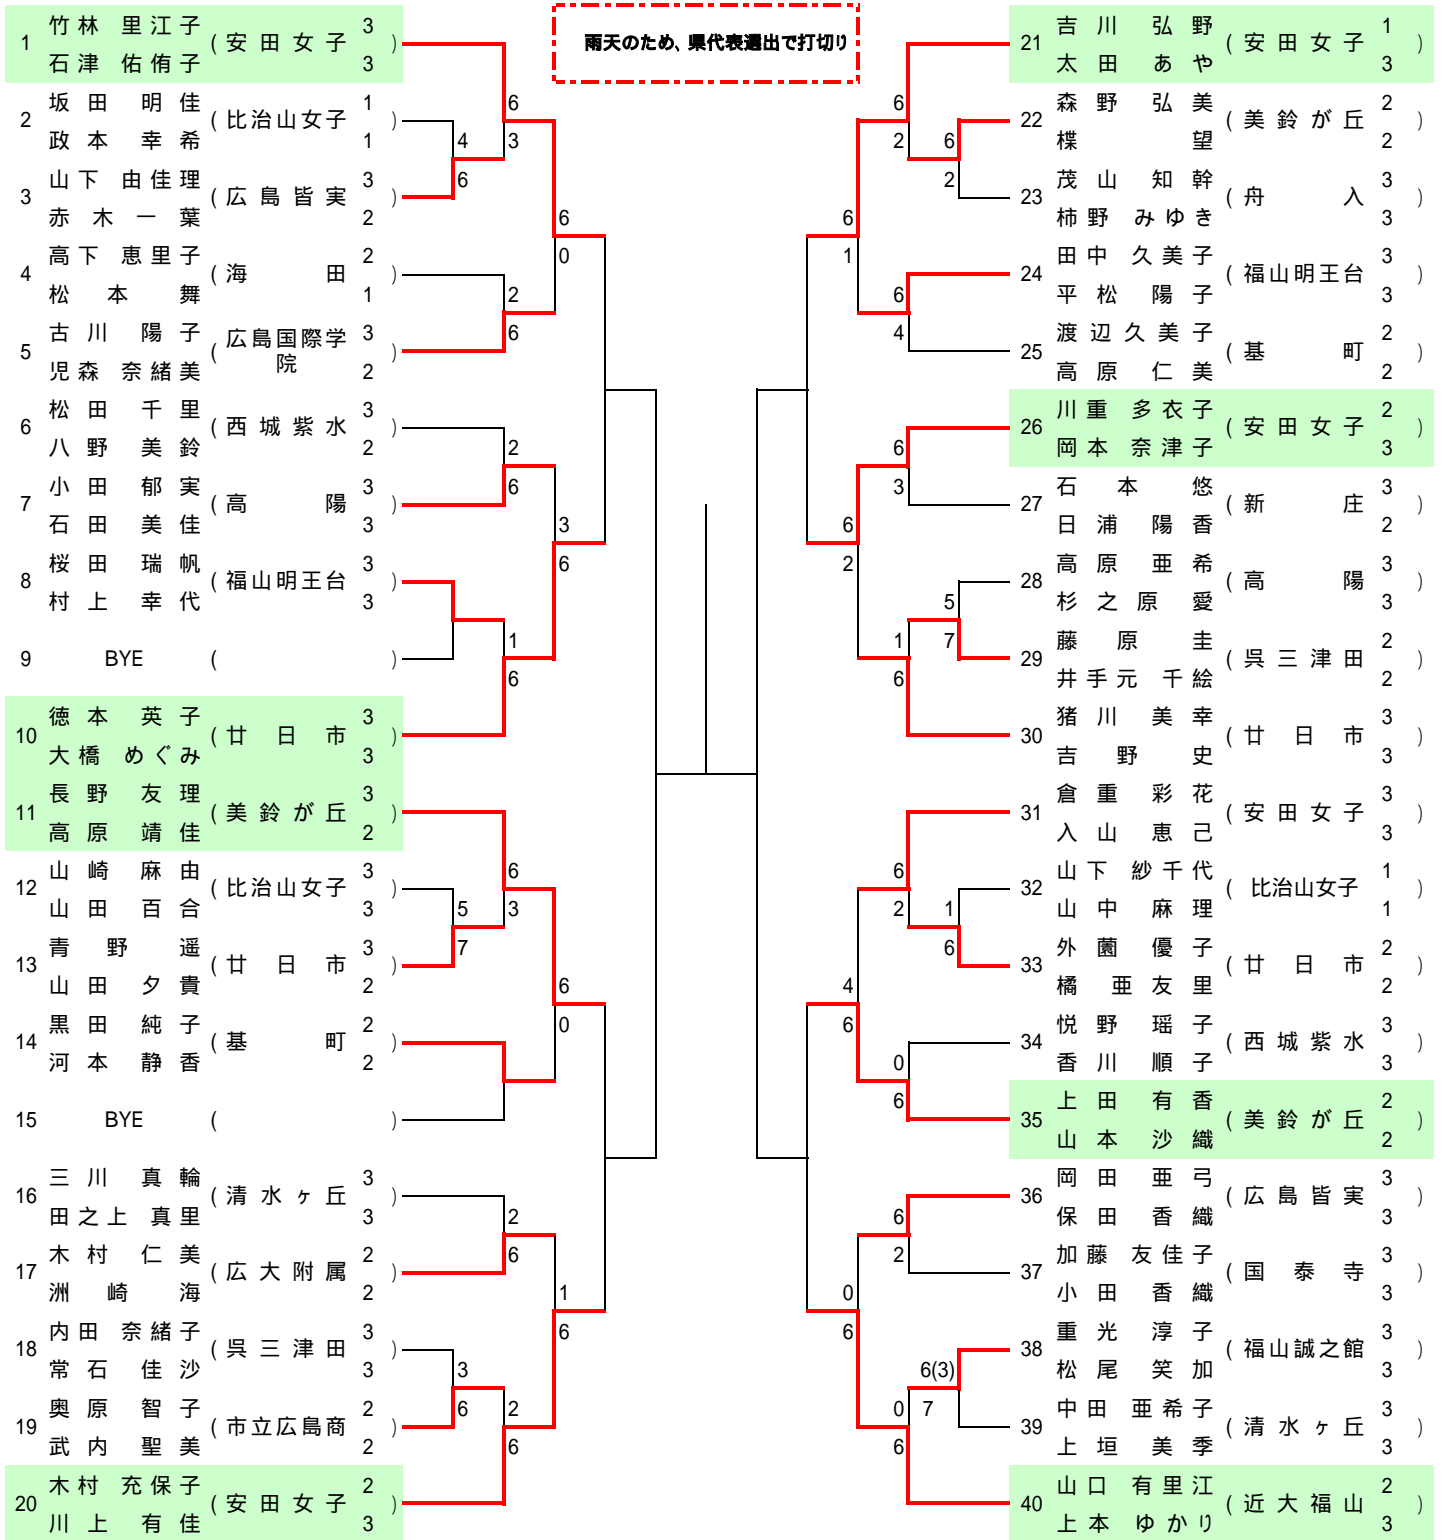 雨天のため、県代表選出で打切り
1 竹林 里江子 (安田女子) 3
石津 佑侑子 3
2 坂田 明佳 (比治山女子) 1
政本 幸希 1
3 山下 由佳理 (広島皆実) 3
赤木 一葉 2
4 高下 恵里子 (海田) 2
松本 舞 1
5 古川 陽子 (広島国際学院) 3
児森 奈緒美 2
6 松田 千里 (西城紫水) 3
八野 美鈴 2
7 小田 郁実 (高陽) 3
石田 美佳 3
8 桜田 瑞帆 (福山明王台) 3
村上 幸代 3
9 BYE ( )
10 徳本 英子 (廿日市) 3
大橋 めぐみ 3
11 長野 友理 (美鈴が丘) 3
高原 靖佳 2
12 山崎 麻由 (比治山女子) 3
山田 百合 3
13 青野 遥 (廿日市) 3
山田 夕貴 2
14 黒田 純子 (基町) 2
河本 静香 2
15 BYE ( )
16 三川 真輪 (清水ヶ丘) 3
田之上 真里 3
17 木村 仁美 (広大附属) 2
洲崎 海 2
18 内田 奈緒子 (呉三津田) 3
常石 佳沙 3
19 奥原 智子 (市立広島商) 2
武内 聖美 2
20 木村 充保子 (安田女子) 2
川上 有佳 3
6
3
4
6
6
0
2
6
2
6
3
6
1
6
6
3
5
7
6
0
2
6
1
6
3
6
2
6
6
2
6
2
6
1
6
4
6
3
6
2
5
7
1
6
6
2
1
6
4
6
0
6
6
2
0
6
6(3)
7
0
6
21 吉川 弘野 (安田女子) 1
太田 あや 3
22 森野 弘美 (美鈴が丘) 2
楪 望 2
23 茂山 知幹 (舟入) 3
柿野 みゆき 3
24 田中 久美子 (福山明王台) 3
平松 陽子 3
25 渡辺 久美子 (基町) 2
高原 仁美 2
26 川重 多衣子 (安田女子) 2
岡本 奈津子 3
27 石本 悠 (新庄) 3
日浦 陽香 2
28 高原 亜希 (高陽) 3
杉之原 愛 3
29 藤原 圭 (呉三津田) 2
井手元 千絵 2
30 猪川 美幸 (廿日市) 3
吉野 史 3
31 倉重 彩花 (安田女子) 3
入山 恵己 3
32 山下 紗千代 (比治山女子) 1
山中 麻理 1
33 外薗 優子 (廿日市) 2
橘 亜友里 2
34 悦野 瑶子 (西城紫水) 3
香川 順子 3
35 上田 有香 (美鈴が丘) 2
山本 沙織 2
36 岡田 亜弓 (広島皆実) 3
保田 香織 3
37 加藤 友佳子 (国泰寺) 3
小田 香織 3
38 重光 淳子 (福山誠之館) 3
松尾 笑加 3
39 中田 亜希子 (清水ヶ丘) 3
上垣 美季 3
40 山口 有里江 (近大福山) 2
上本 ゆかり 3